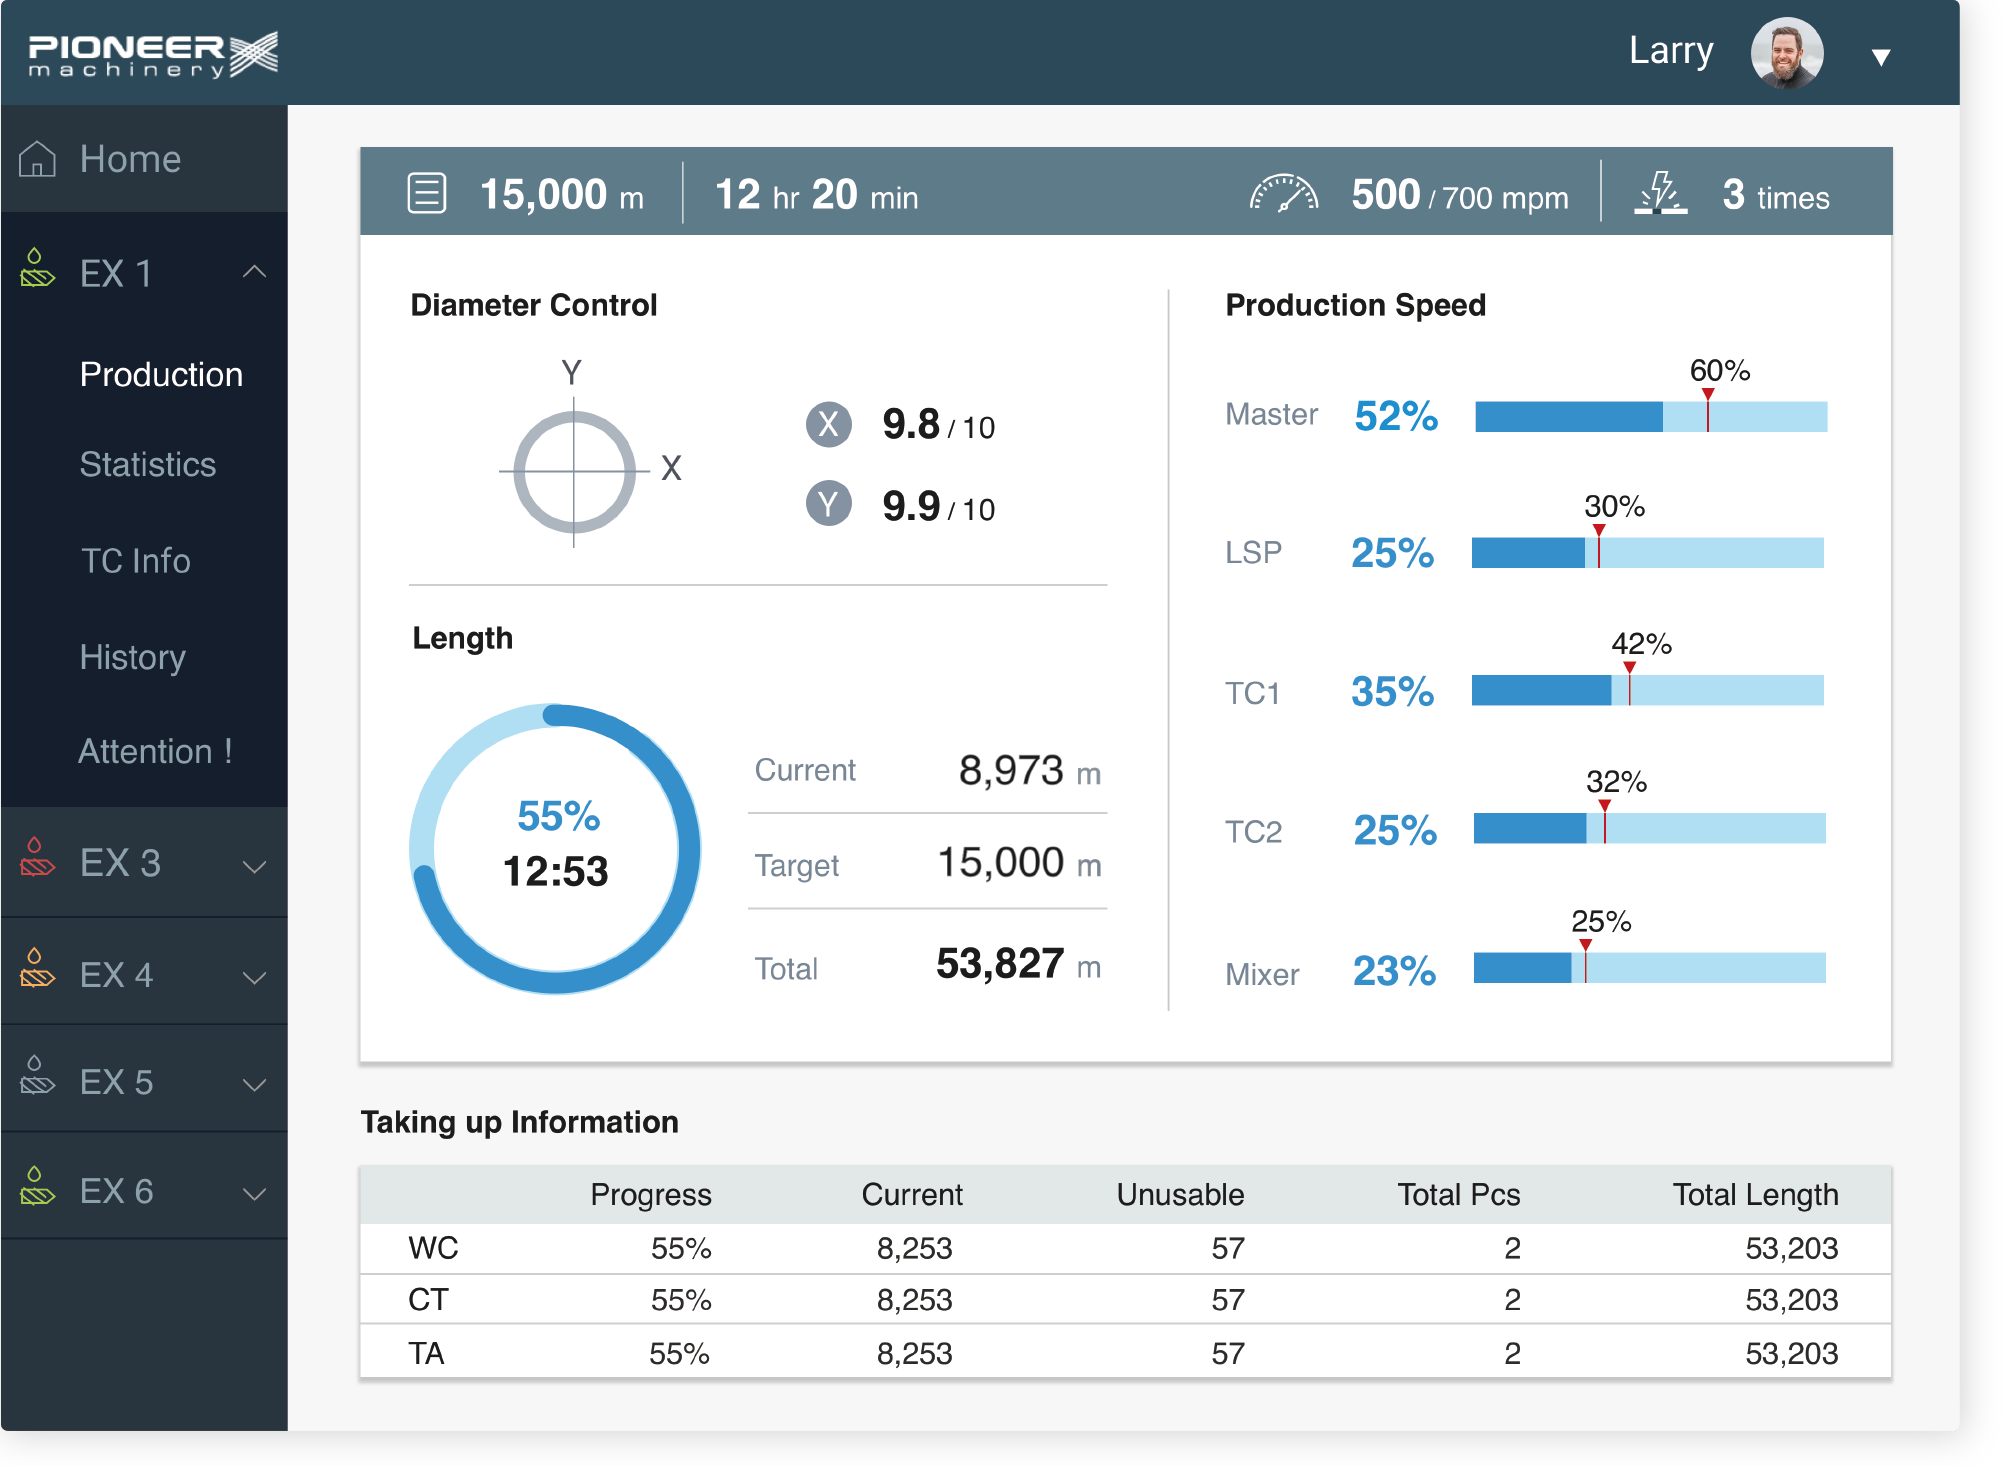 PIONEER
machinery
Larry
Home
EX 1
Production
Statistics
TC Info
History
Attention !
EX 3
EX 4
EX 5
EX 6
15,000 m
12 hr 20 min
500 / 700 mpm
3 times
Diameter Control
Y
X
X 9.8 / 10
Y 9.9 / 10
Length
55%
12:53
Current 8,973 m
Target 15,000 m
Total 53,827 m
Production Speed
60%
Master 52%
30%
LSP 25%
42%
TC1 35%
32%
TC2 25%
25%
Mixer 23%
Taking up Information
Progress Current Unusable Total Pcs Total Length
WC 55% 8,253 57 2 53,203
CT 55% 8,253 57 2 53,203
TA 55% 8,253 57 2 53,203